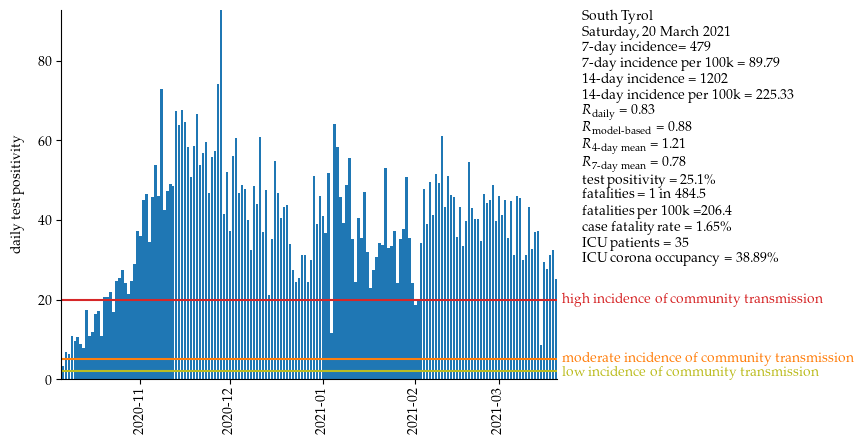 South Tyrol
Saturday, 20 March 2021
7-day incidence= 479
7-day incidence per 100k = 89.79
14-day incidence = 1202
14-day incidence per 100k = 225.33
R daily = 0.83
R model-based = 0.88
R 4-day mean = 1.21
R 7-day mean = 0.78
test positivity = 25.1%
fatalities = 1 in 484.5
fatalities per 100k =206.4
case fatality rate = 1.65%
ICU patients = 35
ICU corona occupancy = 38.89%
daily test positivity
80
60
40
20
0
high incidence of community transmission
moderate incidence of community transmission
low incidence of community transmission
2020-11
2020-12
2021-01
2021-02
2021-03